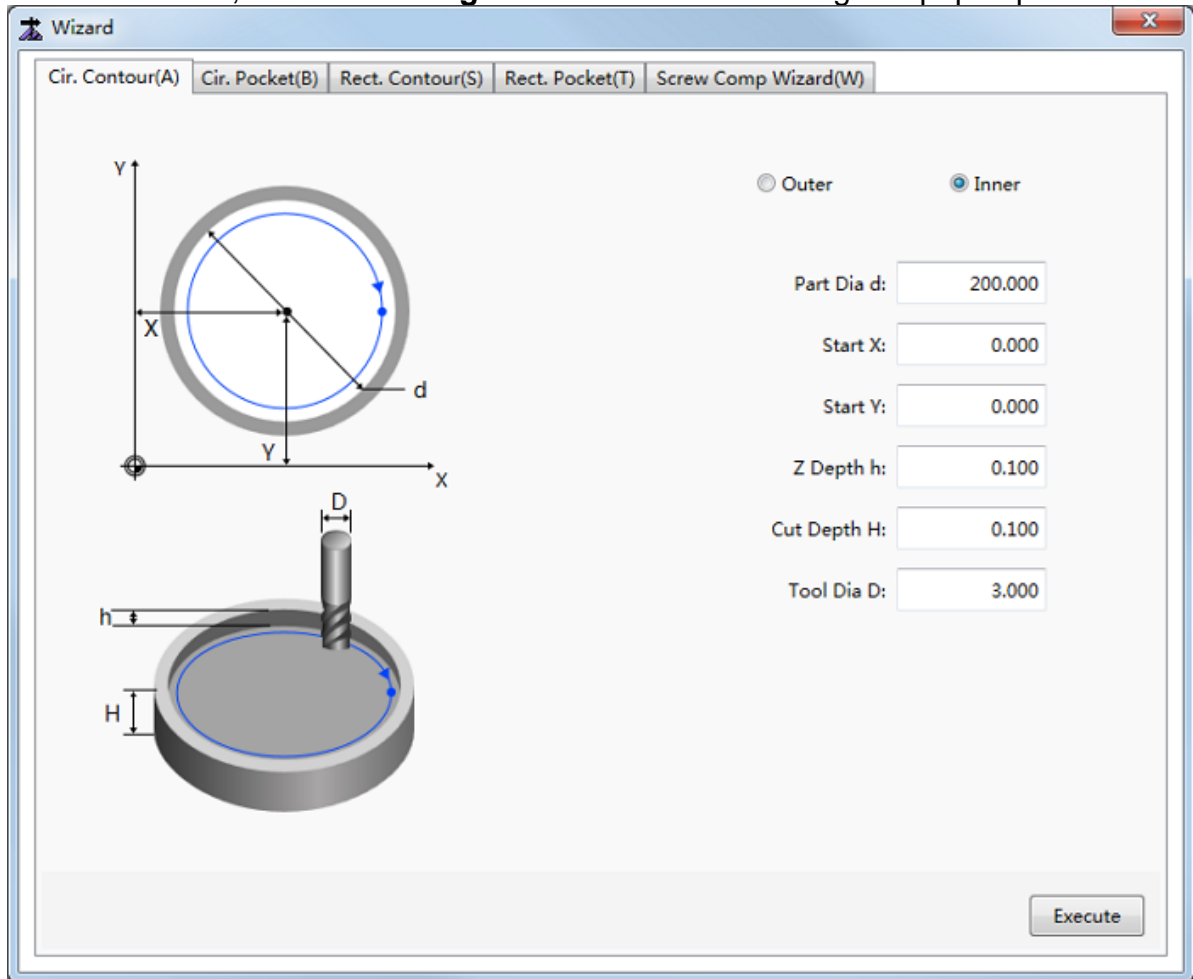 Wizard
Cir. Contour(A) Cir. Pocket(B) Rect. Contour(S) Rect. Pocket(T) Screw Comp Wizard(W)
Y
X
d
Y
X
D
h
H
Outer Inner
Part Dia d: 200.000
Start X: 0.000
Start Y: 0.000
Z Depth h: 0.100
Cut Depth H: 0.100
Tool Dia D: 3.000
Execute